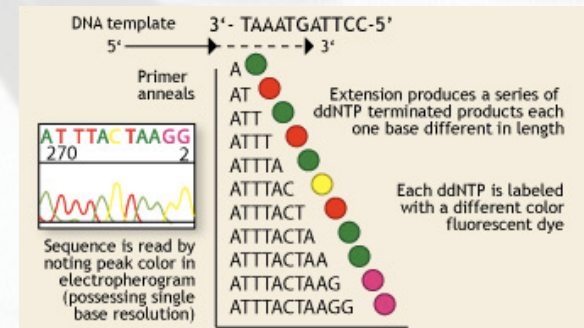 DNA template
3‘- TAAATGATTCC-5’
5‘
3‘
Primer
anneals
A
AT
ATT
ATTT
ATTTA
ATTTAC
ATTTACT
ATTTACTA
ATTTACTAA
ATTTACTAAG
ATTTACTAAGG
Extension produces a series of
ddNTP terminated products each
one base different in length
Each ddNTP is labeled
with a different color
fluorescent dye
AT TTAC TAAGG
270 2
Sequence is read by
noting peak color in
electropherogram
(possessing single
base resolution)